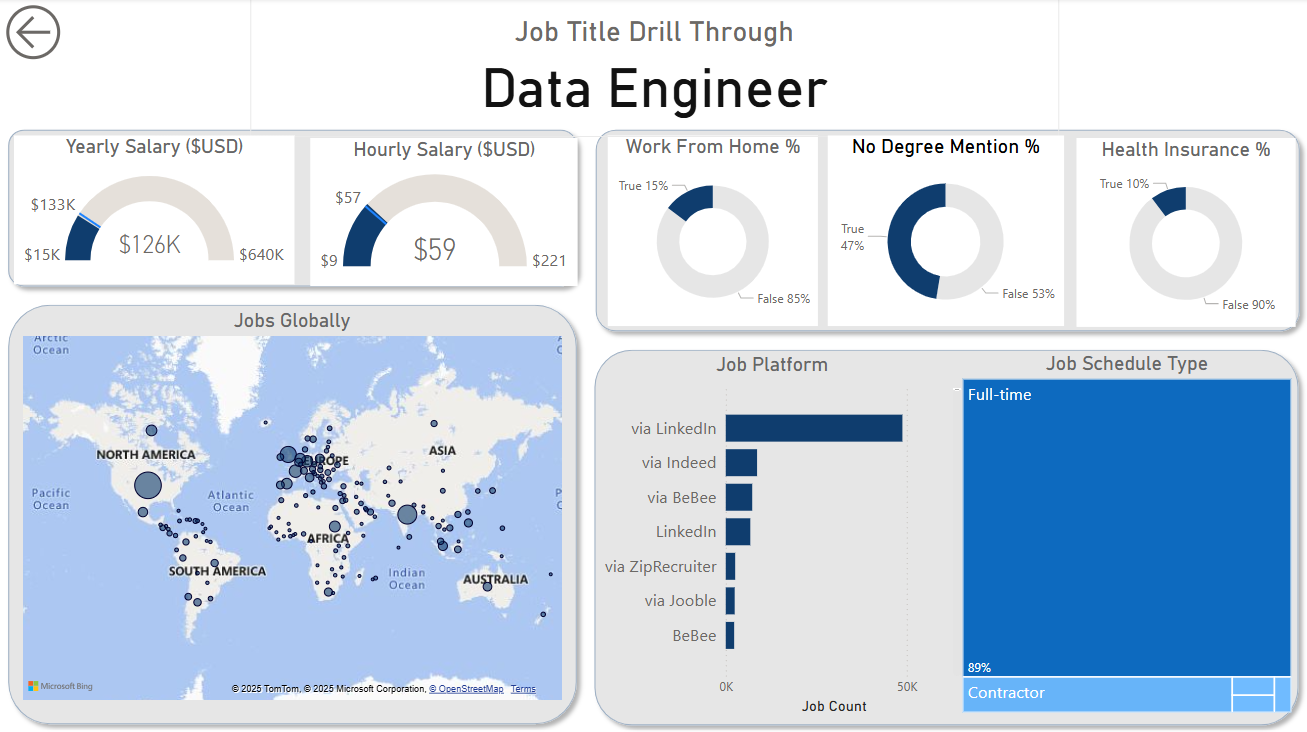 Job Title Drill Through
Data Engineer
Yearly Salary ($USD)
$133K
$15K
$126K
$640K
Hourly Salary ($USD)
$57
$9
$59
$221
Work From Home %
True 15%
False 85%
No Degree Mention %
True
47%
False 53%
Health Insurance %
True 10%
False 90%
Jobs Globally
Arctic
Ocean
NORTH AMERICA
ASIA
Pacific
Ocean
Atlantic
Ocean
AFRICA
SOUTH AMERICA
Indian
Ocean
AUSTRALIA
Microsoft Bing
© 2025 TomTom, © 2025 Microsoft Corporation, © OpenStreetMap Terms
Job Platform
via LinkedIn
via Indeed
via BeBee
LinkedIn
via ZipRecruiter
via Jooble
BeBee
0K
50K
Job Count
Job Schedule Type
Full-time
89%
Contractor